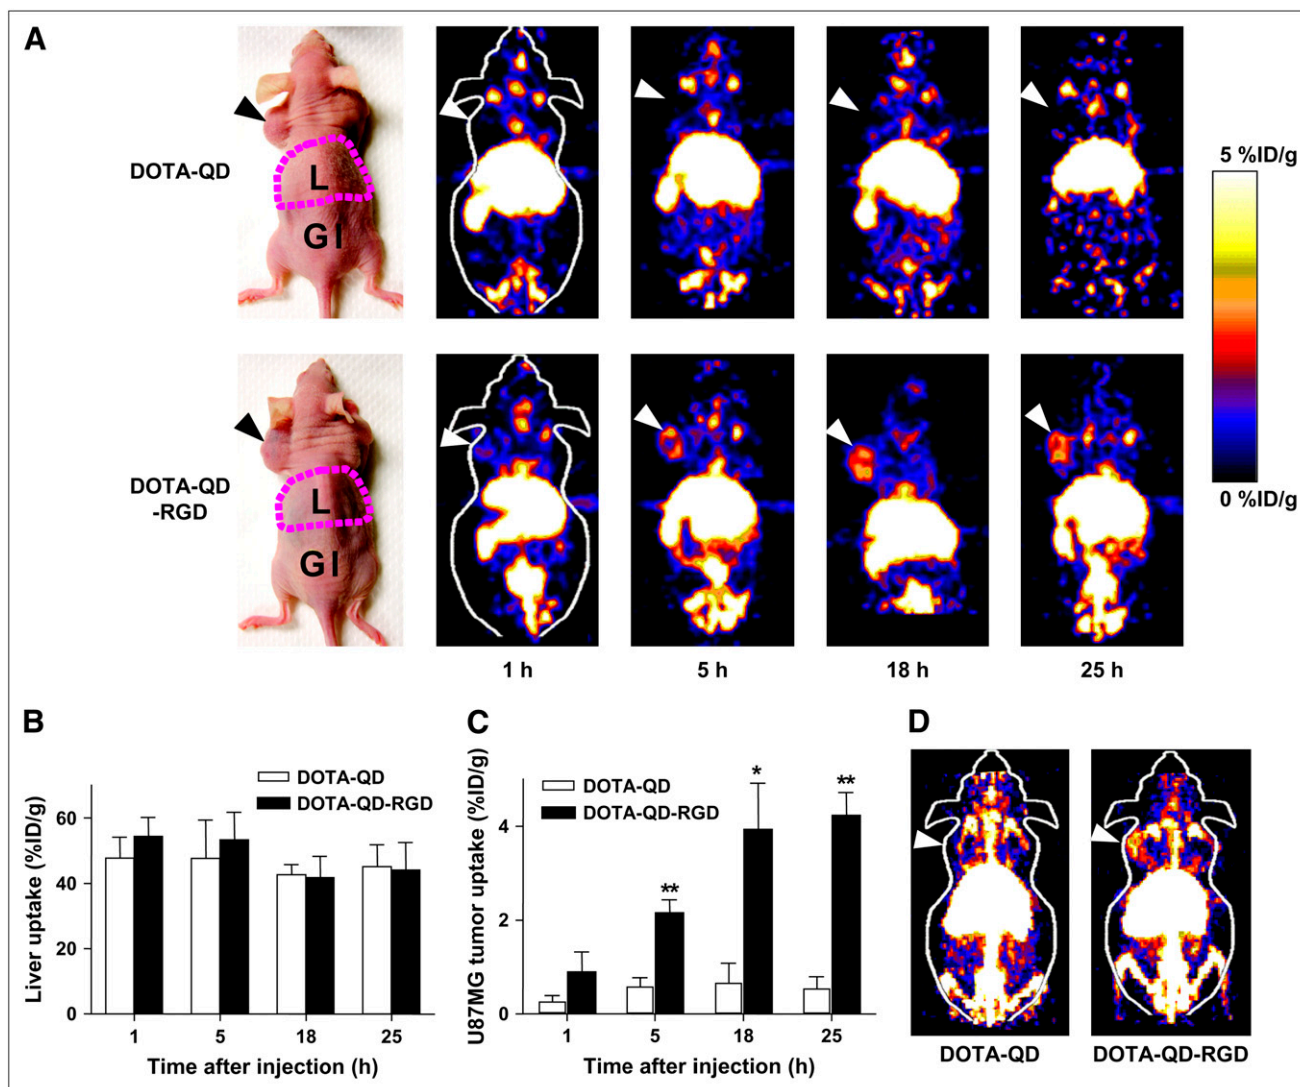 A
DOTA-QD
L
GI
5 %ID/g
0 %ID/g
DOTA-QD
-RGD
L
GI
1 h
5 h
18 h
25 h
B
Liver uptake (%ID/g)
60
40
20
0
DOTA-QD
DOTA-QD-RGD
1
5
18
25
Time after injection (h)
C
U87MG tumor uptake (%ID/g)
4
2
0
DOTA-QD
DOTA-QD-RGD
**
*
**
1
5
18
25
Time after injection (h)
D
DOTA-QD
DOTA-QD-RGD